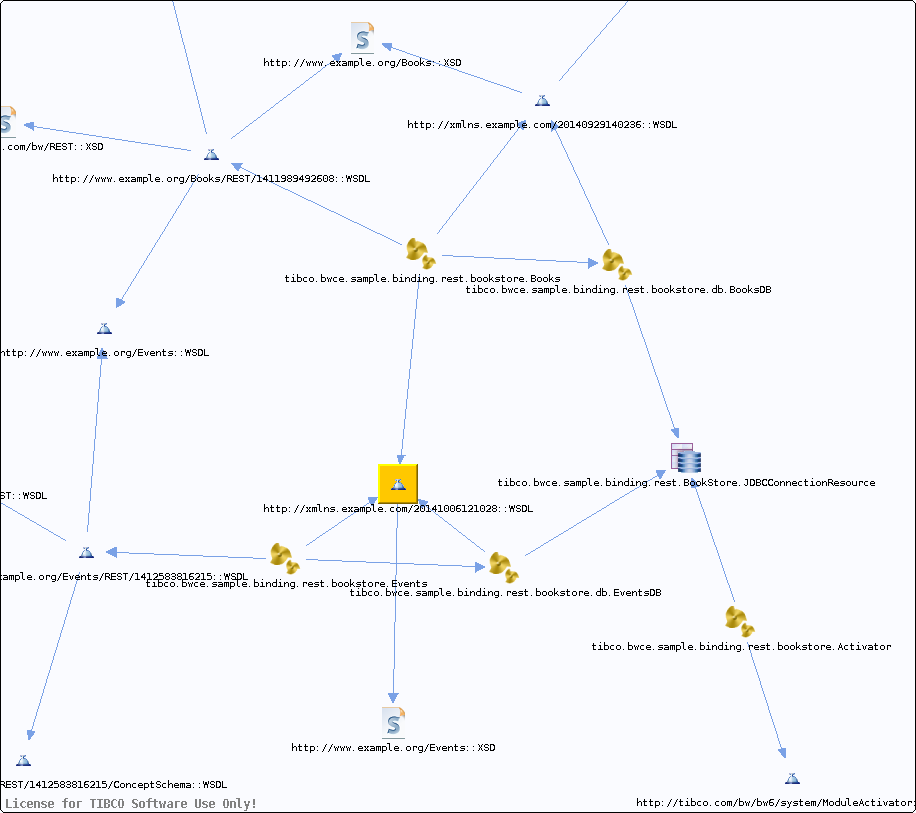 http://www.example.org/Books::XSD
http://xmlns.example.com/20140929140236::WSDL
.com/bw/REST::XSD
http://www.example.org/Books/REST/1411989492608::WSDL
tibco.bwce.sample.binding.rest.bookstore.Books
tibco.bwce.sample.binding.rest.bookstore.db.BooksDB
http://www.example.org/Events::WSDL
tibco.bwce.sample.binding.rest.BookStore.JDBCConnectionResource
ST::WSDL
http://xmlns.example.com/20141006121028::WSDL
ample.org/Events/REST/1412583816215::WSDL
tibco.bwce.sample.binding.rest.bookstore.Events
tibco.bwce.sample.binding.rest.bookstore.db.EventsDB
tibco.bwce.sample.binding.rest.bookstore.Activator
http://www.example.org/Events::XSD
REST/1412583816215/ConceptSchema::WSDL
http://tibco.com/bw/bw6/system/ModuleActivator:
License for TIBCO Software Use Only!